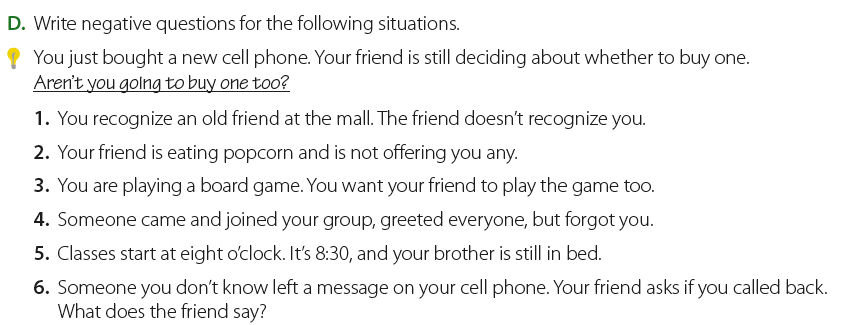 D. Write negative questions for the following situations.
You just bought a new cell phone. Your friend is still deciding about whether to buy one.
Aren't you going to buy one too?
1. You recognize an old friend at the mall. The friend doesn't recognize you.
2. Your friend is eating popcorn and is not offering you any.
3. You are playing a board game. You want your friend to play the game too.
4. Someone came and joined your group, greeted everyone, but forgot you.
5. Classes start at eight o'clock. It's 8:30, and your brother is still in bed.
6. Someone you don't know left a message on your cell phone. Your friend asks if you called back.
What does the friend say?